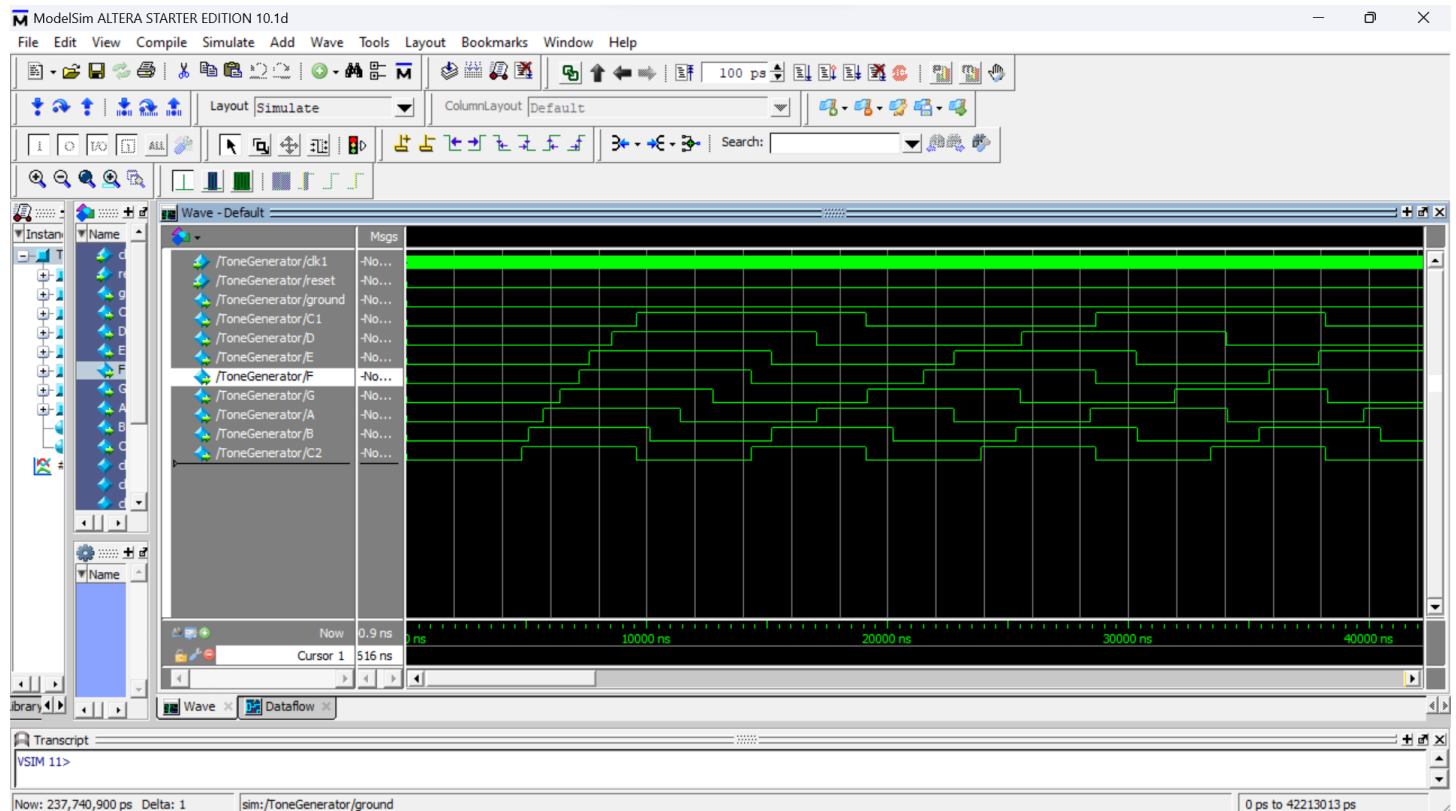 ModelSim ALTERA STARTER EDITION 10.1d
File Edit View Compile Simulate Add Wave Tools Layout Bookmarks Window Help
100 ps
Layout Simulate ColumnLayout Default
Search:
Wave - Default
Instan Name Msgs
/ToneGenerator/clk1 -No...
/ToneGenerator/reset -No...
/ToneGenerator/ground -No...
/ToneGenerator/C1 -No...
/ToneGenerator/D -No...
/ToneGenerator/E -No...
/ToneGenerator/F -No...
/ToneGenerator/G -No...
/ToneGenerator/A -No...
/ToneGenerator/B -No...
/ToneGenerator/C2 -No...
Name
Now 0.9 ns
Cursor 1 516 ns
0 ns 10000 ns 20000 ns 30000 ns 40000 ns
ibrary Wave Dataflow
Transcript
VSIM 11>
Now: 237,740,900 ps Delta: 1 sim:/ToneGenerator/ground 0 ps to 42213013 ps